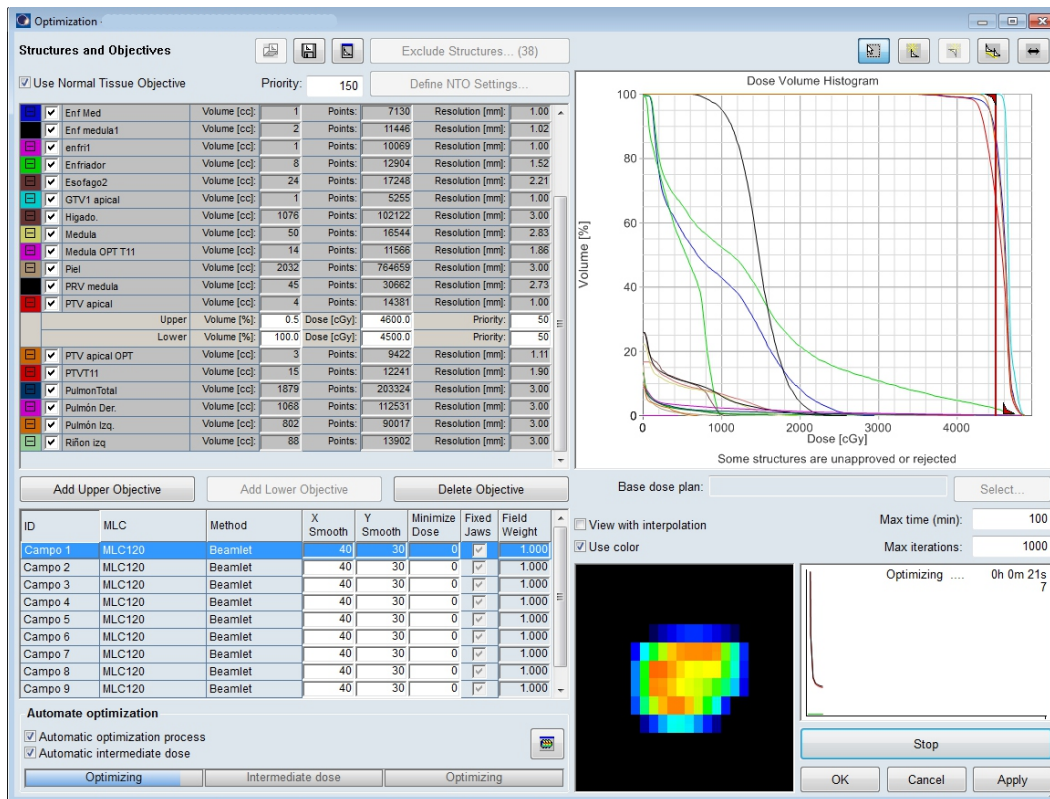 Optimization -
Structures and Objectives
Exclude Structures... (38)
Use Normal Tissue Objective Priority: 150 Define NTO Settings...
Enf Med Volume [cc]: 1 Points: 7130 Resolution [mm]: 1.00
Enf medula1 Volume [cc]: 2 Points: 11446 Resolution [mm]: 1.02
enfri1 Volume [cc]: 1 Points: 10069 Resolution [mm]: 1.00
Enfriador Volume [cc]: 8 Points: 12904 Resolution [mm]: 1.52
Esofago2 Volume [cc]: 24 Points: 17248 Resolution [mm]: 2.21
GTV1 apical Volume [cc]: 1 Points: 5255 Resolution [mm]: 1.00
Higado. Volume [cc]: 1076 Points: 102122 Resolution [mm]: 3.00
Medula Volume [cc]: 50 Points: 16544 Resolution [mm]: 2.83
Medula OPT T11 Volume [cc]: 14 Points: 11566 Resolution [mm]: 1.86
Piel Volume [cc]: 2032 Points: 764659 Resolution [mm]: 3.00
PRV medula Volume [cc]: 45 Points: 30662 Resolution [mm]: 2.73
PTV apical Volume [cc]: 4 Points: 14381 Resolution [mm]: 1.00
Upper Volume [%]: 0.5 Dose [cGy]: 4600.0 Priority: 50
Lower Volume [%]: 100.0 Dose [cGy]: 4500.0 Priority: 50
PTV apical OPT Volume [cc]: 3 Points: 9422 Resolution [mm]: 1.11
PTVT11 Volume [cc]: 15 Points: 12241 Resolution [mm]: 1.90
PulmonTotal Volume [cc]: 1879 Points: 203324 Resolution [mm]: 3.00
Pulmón Der. Volume [cc]: 1068 Points: 112531 Resolution [mm]: 3.00
Pulmón Izq. Volume [cc]: 802 Points: 90017 Resolution [mm]: 3.00
Riñon izq Volume [cc]: 88 Points: 13902 Resolution [mm]: 3.00
Dose Volume Histogram
100
80
60
40
20
0
Volume [%]
0 1000 2000 3000 4000
Dose [cGy]
Some structures are unapproved or rejected
Add Upper Objective Add Lower Objective Delete Objective
Base dose plan: Select...
ID MLC Method X Smooth Y Smooth Minimize Dose Fixed Jaws Field Weight
Campo 1 MLC120 Beamlet 40 30 0 1.000
Campo 2 MLC120 Beamlet 40 30 0 1.000
Campo 3 MLC120 Beamlet 40 30 0 1.000
Campo 4 MLC120 Beamlet 40 30 0 1.000
Campo 5 MLC120 Beamlet 40 30 0 1.000
Campo 6 MLC120 Beamlet 40 30 0 1.000
Campo 7 MLC120 Beamlet 40 30 0 1.000
Campo 8 MLC120 Beamlet 40 30 0 1.000
Campo 9 MLC120 Beamlet 40 30 0 1.000
View with interpolation
Use color
Max time (min): 100
Max iterations: 1000
Optimizing .... 0h 0m 21s
7
Automate optimization
Automatic optimization process
Automatic intermediate dose
Optimizing Intermediate dose Optimizing
Stop
OK Cancel Apply